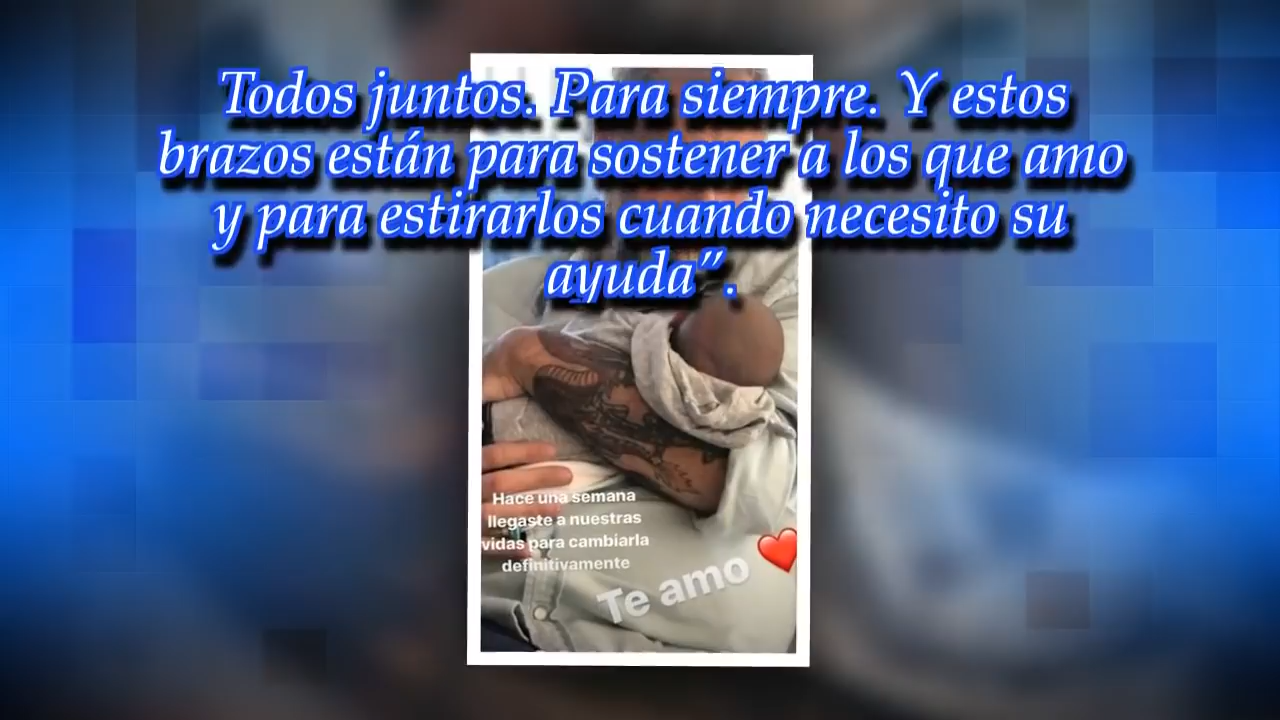 Todos juntos. Para siempre. Y estos
brazos están para sostener a los que amo
y para estirarlos cuando necesito su
ayuda”.
Hace una semana
llegaste a nuestras
vidas para cambiarla
definitivamente
Te amo